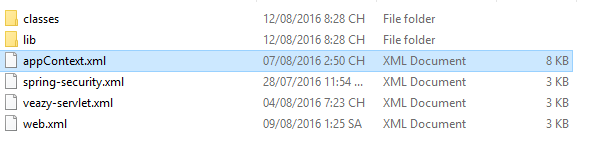 classes 12/08/2016 8:28 CH File folder
lib 12/08/2016 8:28 CH File folder
appContext.xml 07/08/2016 2:50 CH XML Document 8 KB
spring-security.xml 28/07/2016 11:54 ... XML Document 3 KB
veazy-servlet.xml 04/08/2016 7:23 CH XML Document 3 KB
web.xml 09/08/2016 1:25 SA XML Document 3 KB